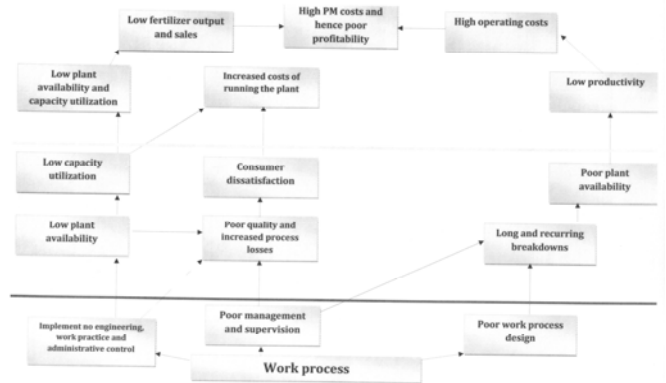 Low fertilizer output
and sales
High PM costs and
hence poor
profitability
High operating costs
Low plant
availability and
capacity utilization
Increased costs of
running the plant
Low productivity
Low capacity
utilization
Consumer
dissatisfaction
Poor plant
availability
Low plant
availability
Poor quality and
increased process
losses
Long and recurring
breakdowns
Implement no engineering,
work practice and
administrative control
Poor management
and supervision
Poor work process
design
Work process